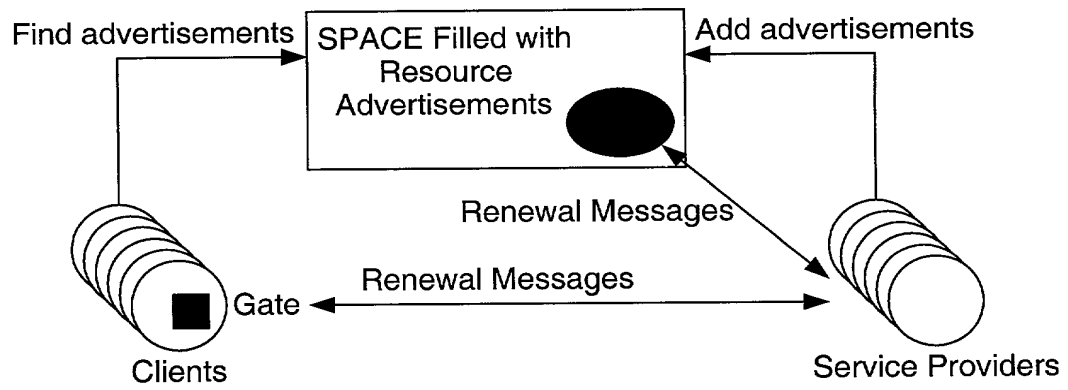 Find advertisements
SPACE Filled with
Resource
Advertisements
Add advertisements
Renewal Messages
Renewal Messages
Gate
Clients
Service Providers